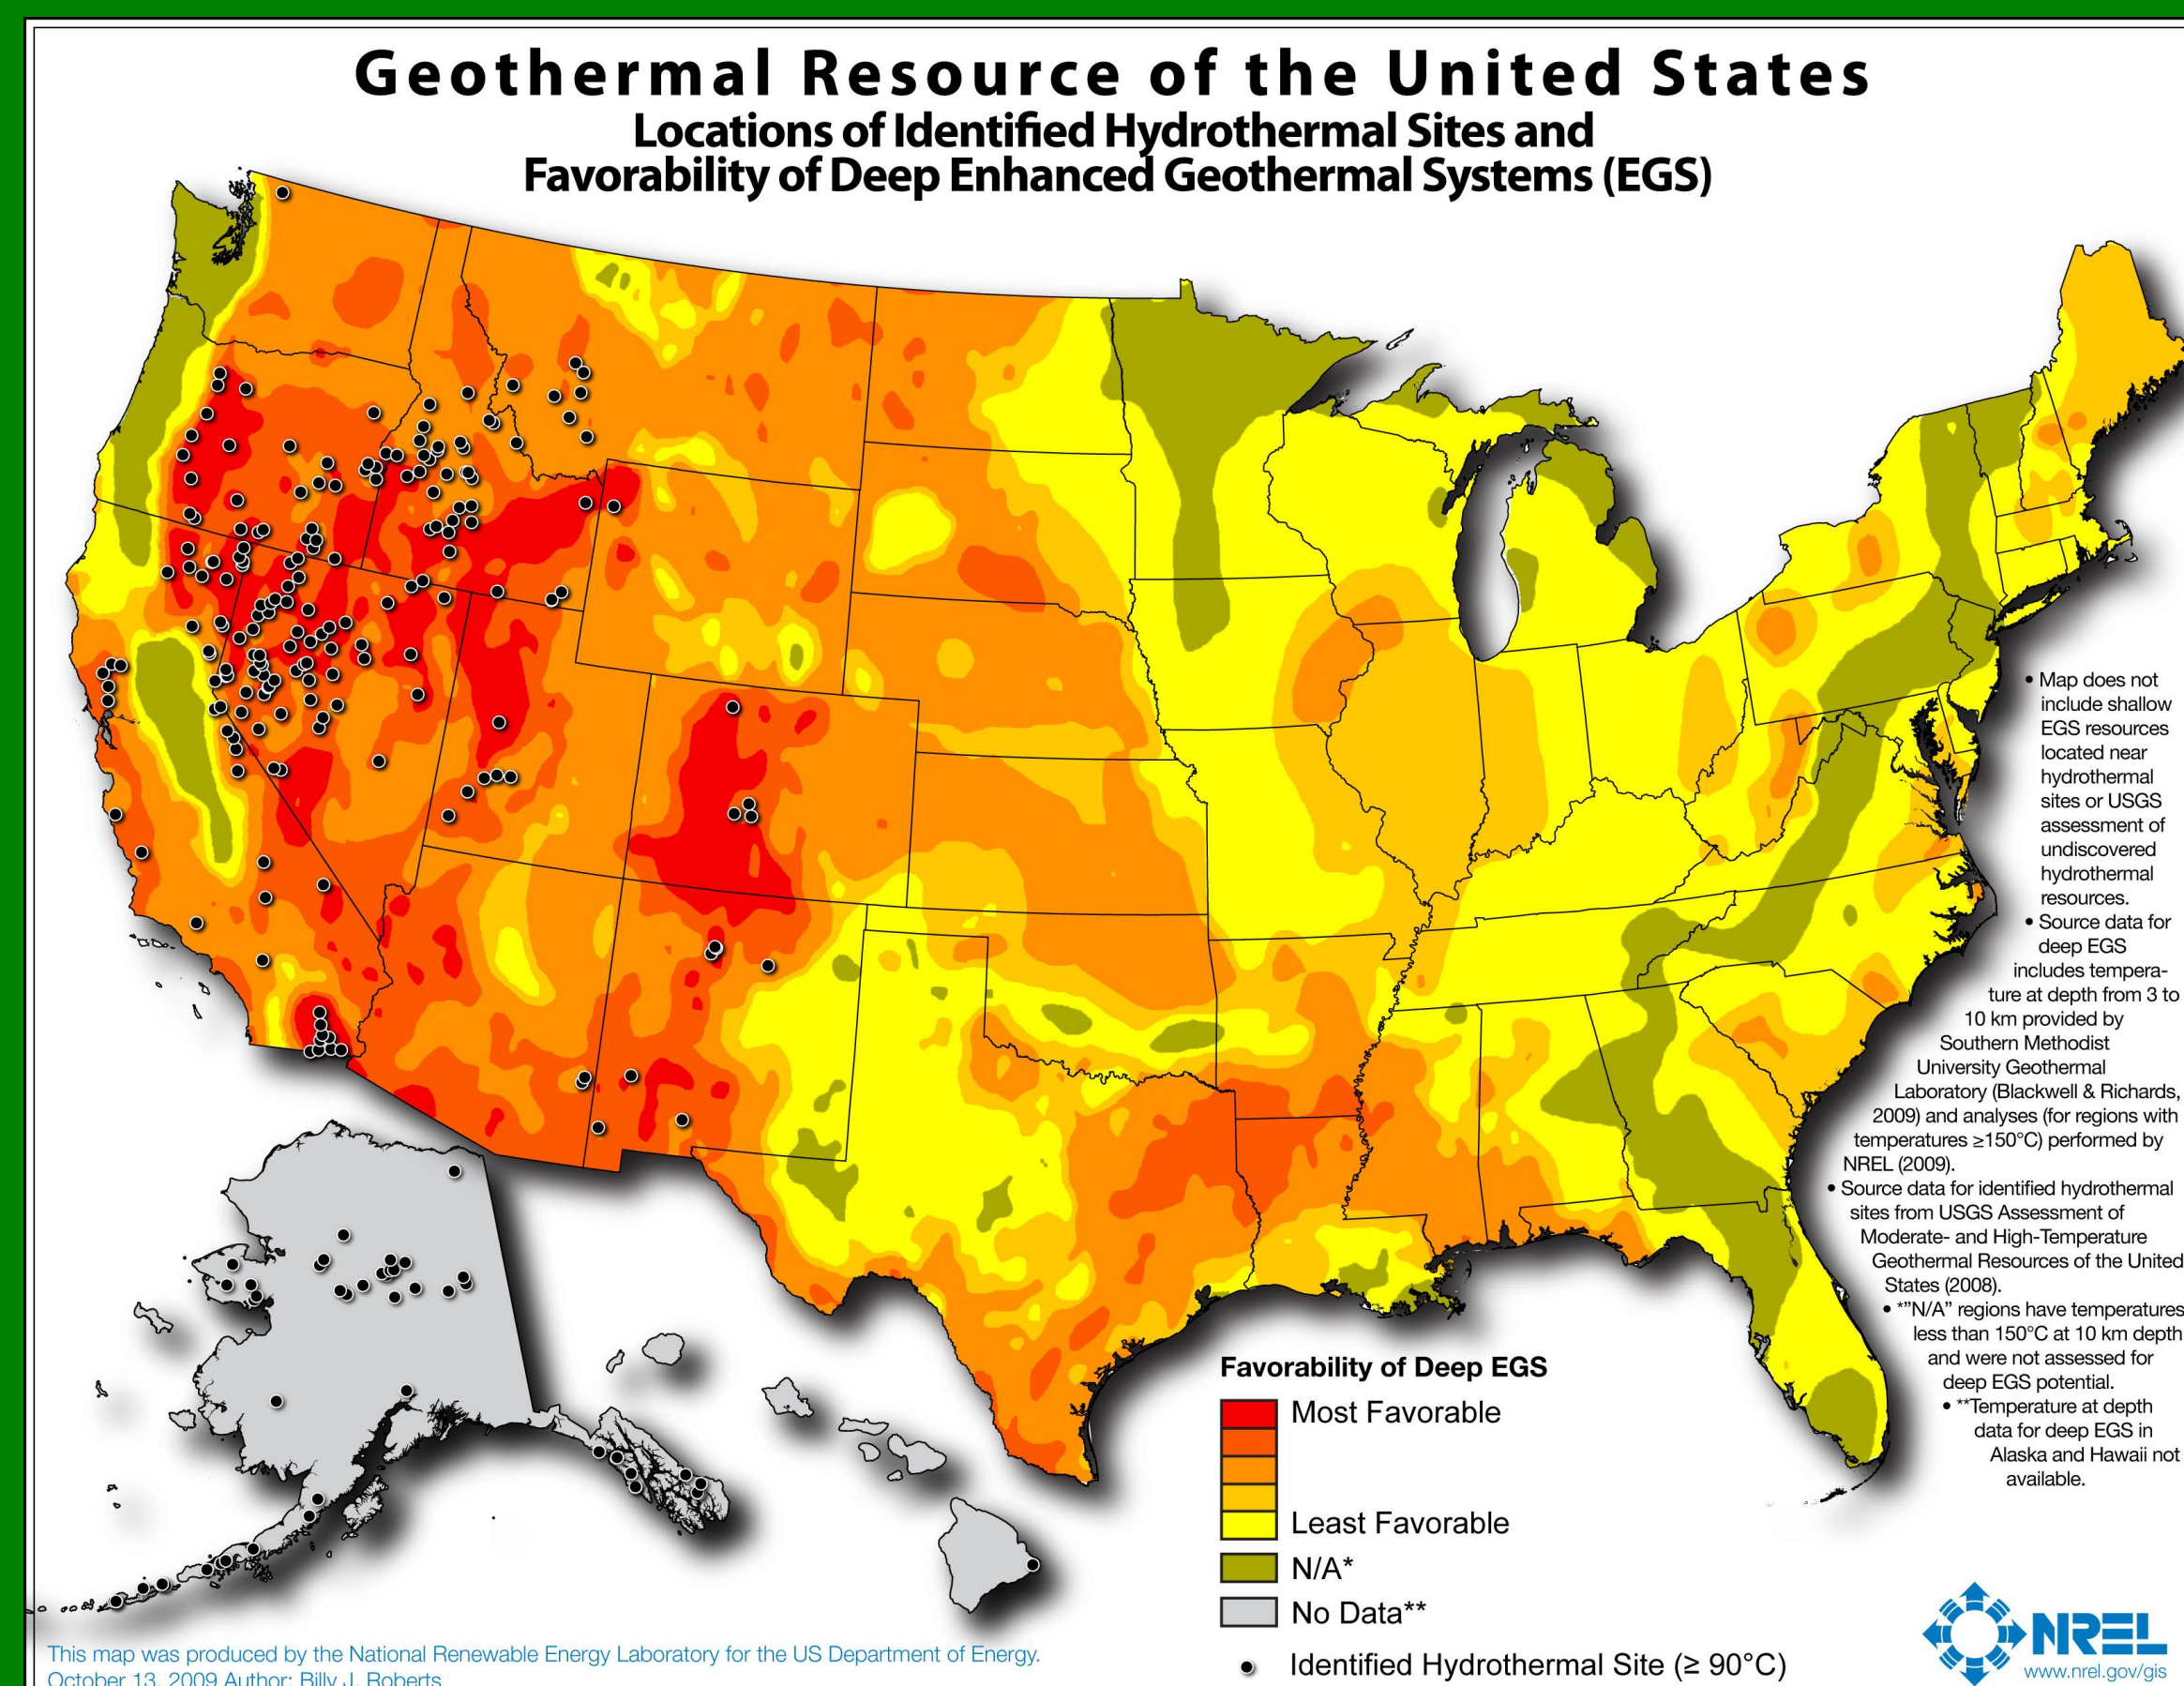 Geothermal Resource of the United States
Locations of Identified Hydrothermal Sites and
Favorability of Deep Enhanced Geothermal Systems (EGS)
• Map does not
include shallow
EGS resources
located near
hydrothermal
sites or USGS
assessment of
undiscovered
hydrothermal
resources.
• Source data for
deep EGS
includes tempera-
ture at depth from 3 to
10 km provided by
Southern Methodist
University Geothermal
Laboratory (Blackwell & Richards,
2009) and analyses (for regions with
temperatures ≥150°C) performed by
NREL (2009).
• Source data for identified hydrothermal
sites from USGS Assessment of
Moderate- and High-Temperature
Geothermal Resources of the United
States (2008).
• *"N/A" regions have temperatures
less than 150°C at 10 km depth
and were not assessed for
deep EGS potential.
• **Temperature at depth
data for deep EGS in
Alaska and Hawaii not
available.
Favorability of Deep EGS
Most Favorable
Least Favorable
N/A*
No Data**
Identified Hydrothermal Site (≥ 90°C)
This map was produced by the National Renewable Energy Laboratory for the US Department of Energy.
October 13, 2009 Author: Billy J. Roberts
NREL
www.nrel.gov/gis